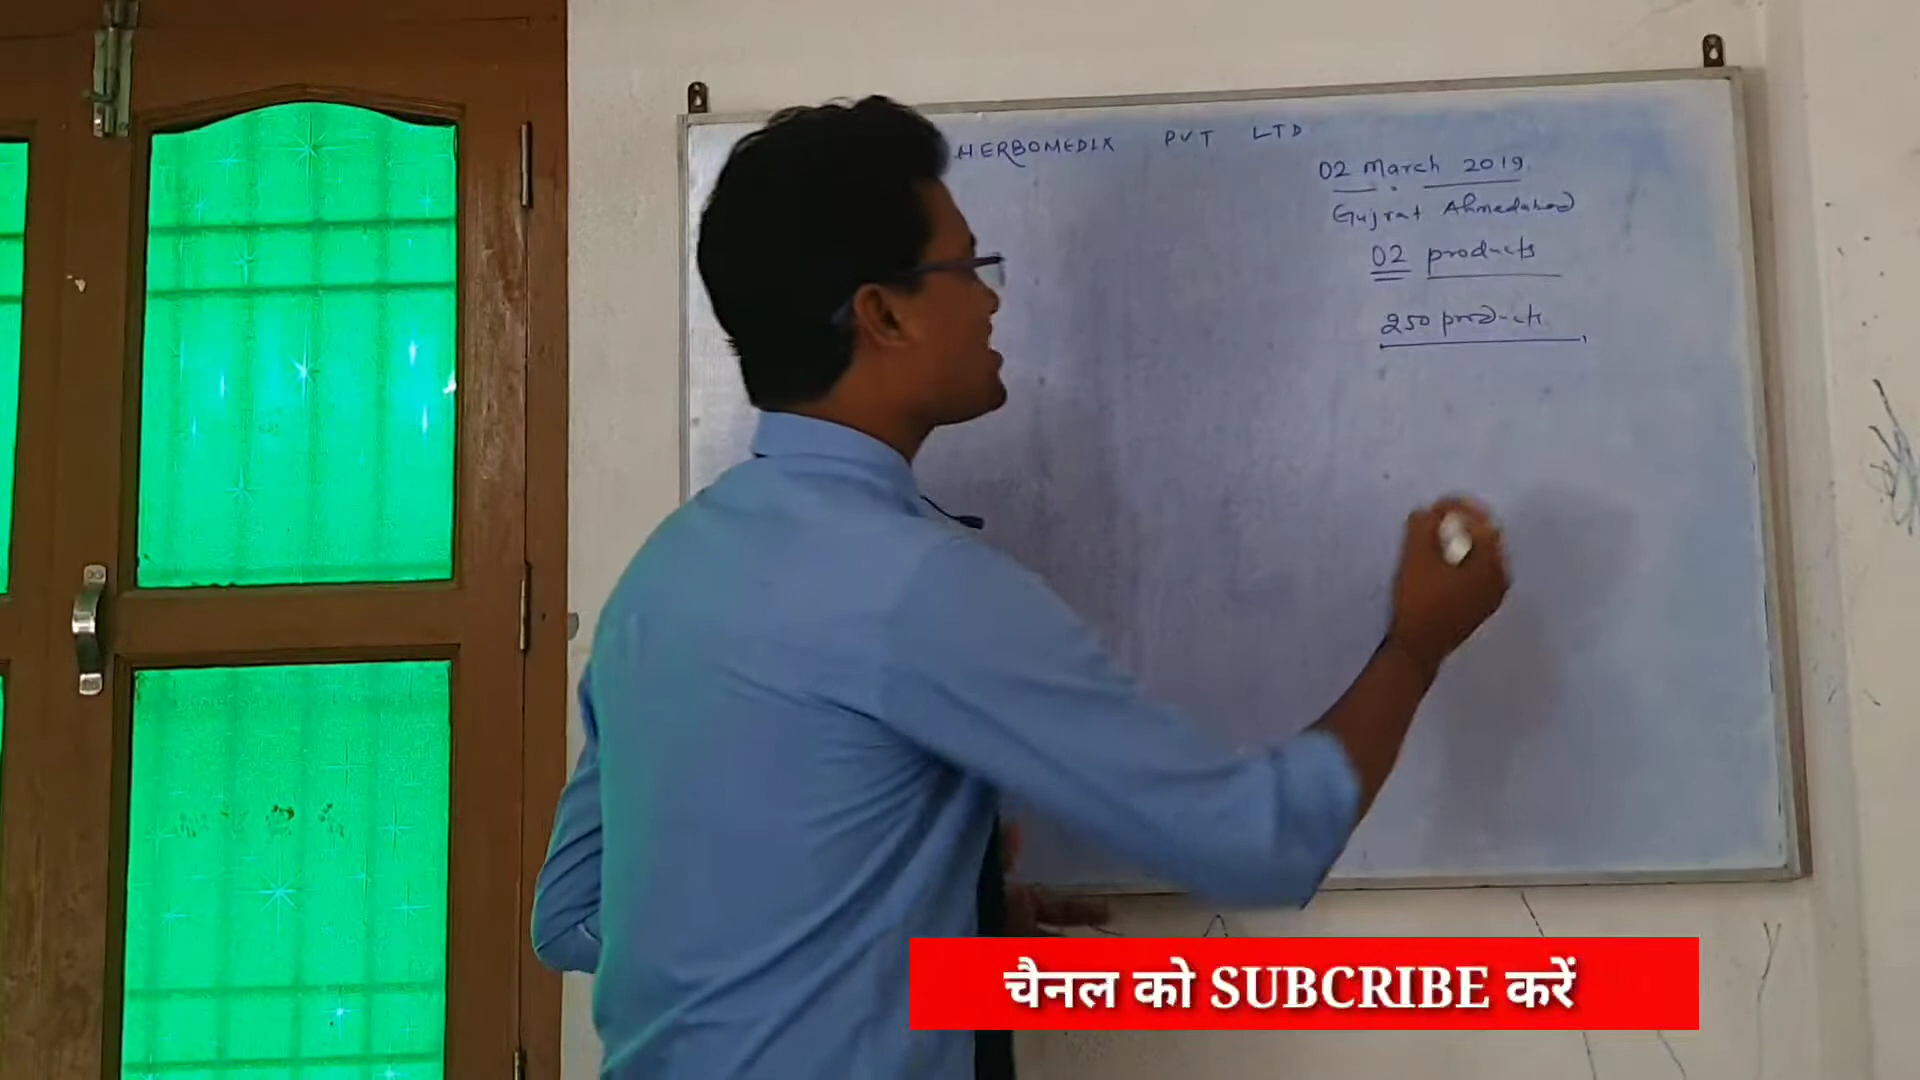 HERBOMEDIX PVT LTD
02 March 2019.
Gujrat Ahmedabad
02 products
250 products
चैनल को SUBCRIBE करें